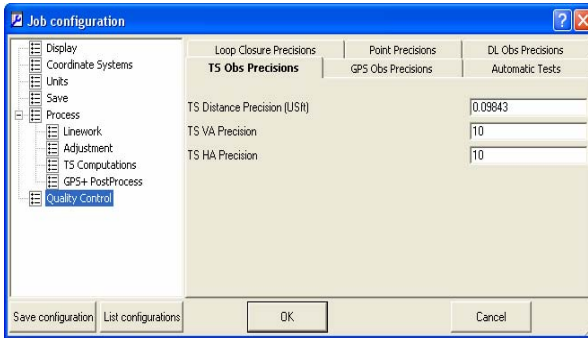 Job configuration
Display
Coordinate Systems
Units
Save
Process
Linework
Adjustment
TS Computations
GPS+ PostProcess
Quality Control
Loop Closure Precisions
Point Precisions
DL Obs Precisions
TS Obs Precisions
GPS Obs Precisions
Automatic Tests
TS Distance Precision (USft)
0.09843
TS VA Precision
10
TS HA Precision
10
Save configuration
List configurations
OK
Cancel